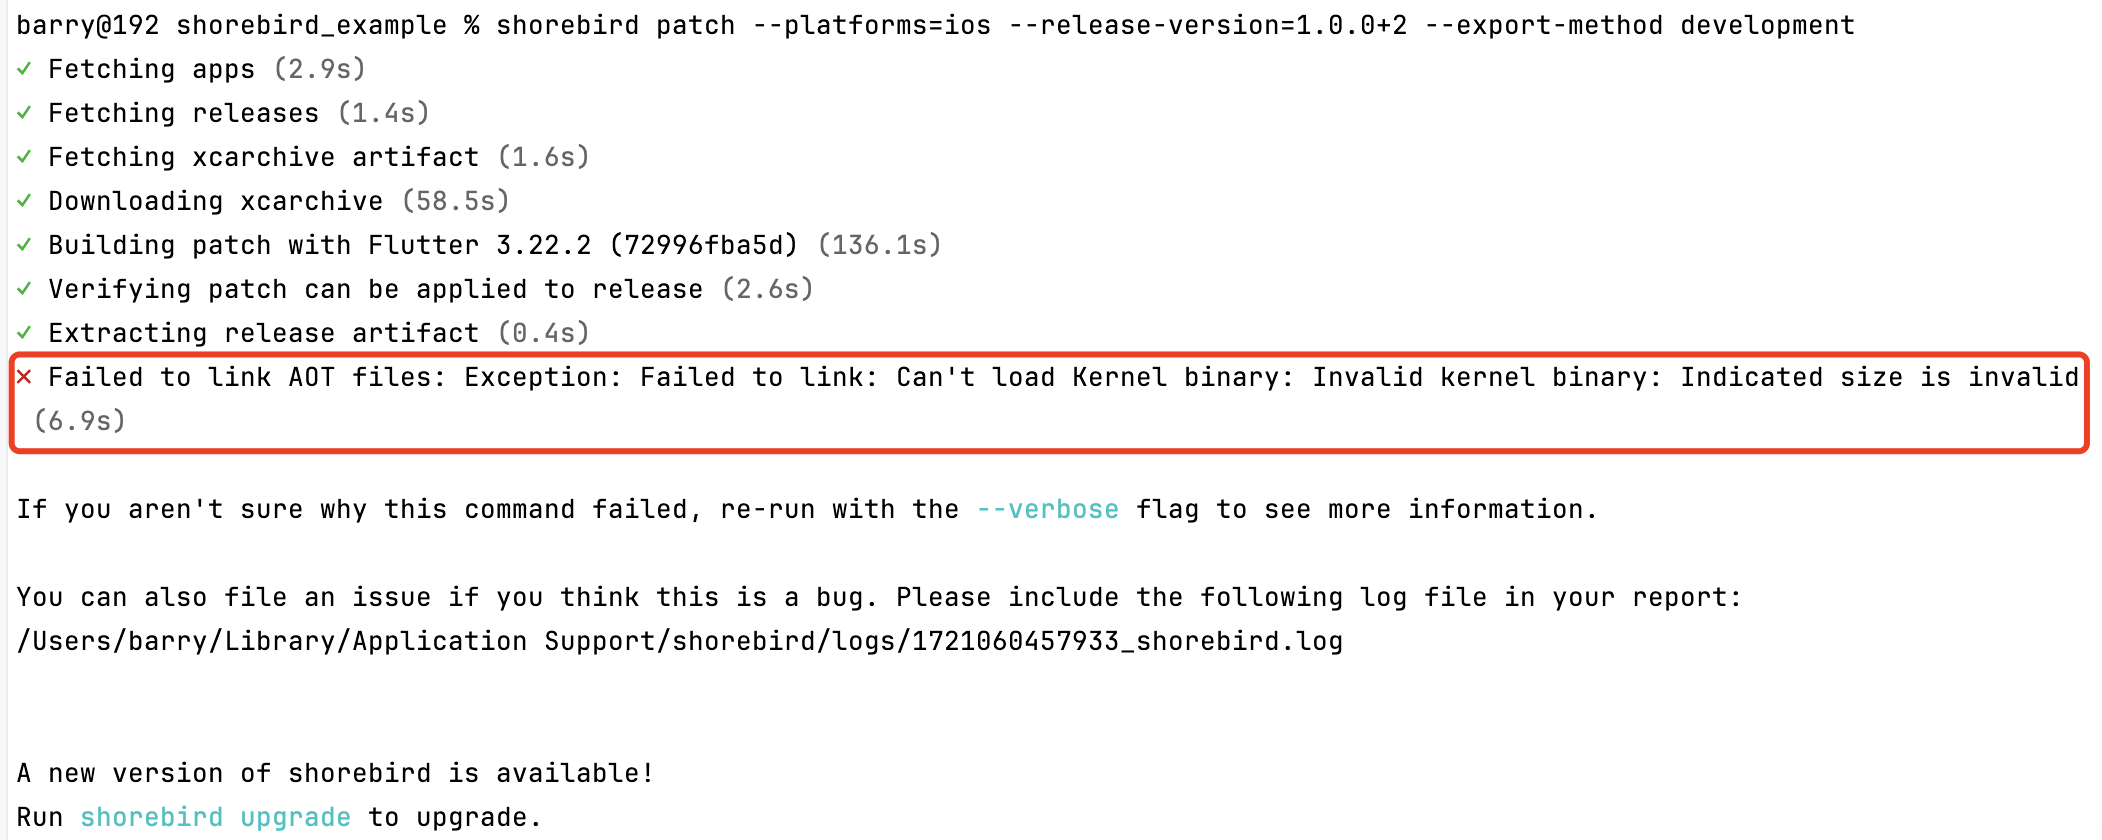 barry@192 shorebird_example % shorebird patch --platforms=ios --release-version=1.0.0+2 --export-method development
✓ Fetching apps (2.9s)
✓ Fetching releases (1.4s)
✓ Fetching xcarchive artifact (1.6s)
✓ Downloading xcarchive (58.5s)
✓ Building patch with Flutter 3.22.2 (72996fba5d) (136.1s)
✓ Verifying patch can be applied to release (2.6s)
✓ Extracting release artifact (0.4s)
✗ Failed to link AOT files: Exception: Failed to link: Can't load Kernel binary: Invalid kernel binary: Indicated size is invalid
(6.9s)
If you aren't sure why this command failed, re-run with the --verbose flag to see more information.
You can also file an issue if you think this is a bug. Please include the following log file in your report:
/Users/barry/Library/Application Support/shorebird/logs/1721060457933_shorebird.log
A new version of shorebird is available!
Run shorebird upgrade to upgrade.